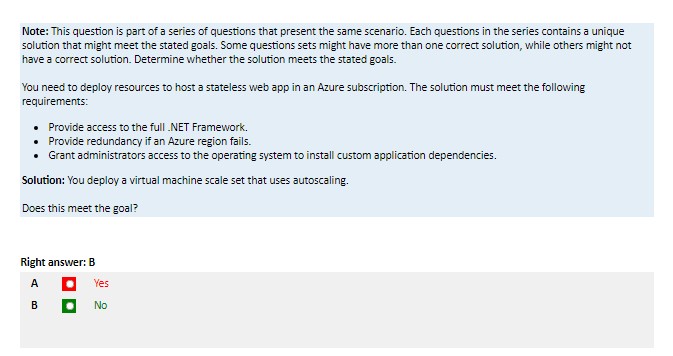 Note: This question is part of a series of questions that present the same scenario. Each questions in the series contains a unique
solution that might meet the stated goals. Some questions sets might have more than one correct solution, while others might not
have a correct solution. Determine whether the solution meets the stated goals.
You need to deploy resources to host a stateless web app in an Azure subscription. The solution must meet the following
requirements:
• Provide access to the full .NET Framework.
• Provide redundancy if an Azure region fails.
• Grant administrators access to the operating system to install custom application dependencies.
Solution: You deploy a virtual machine scale set that uses autoscaling.
Does this meet the goal?
Right answer: B
A Yes
B No